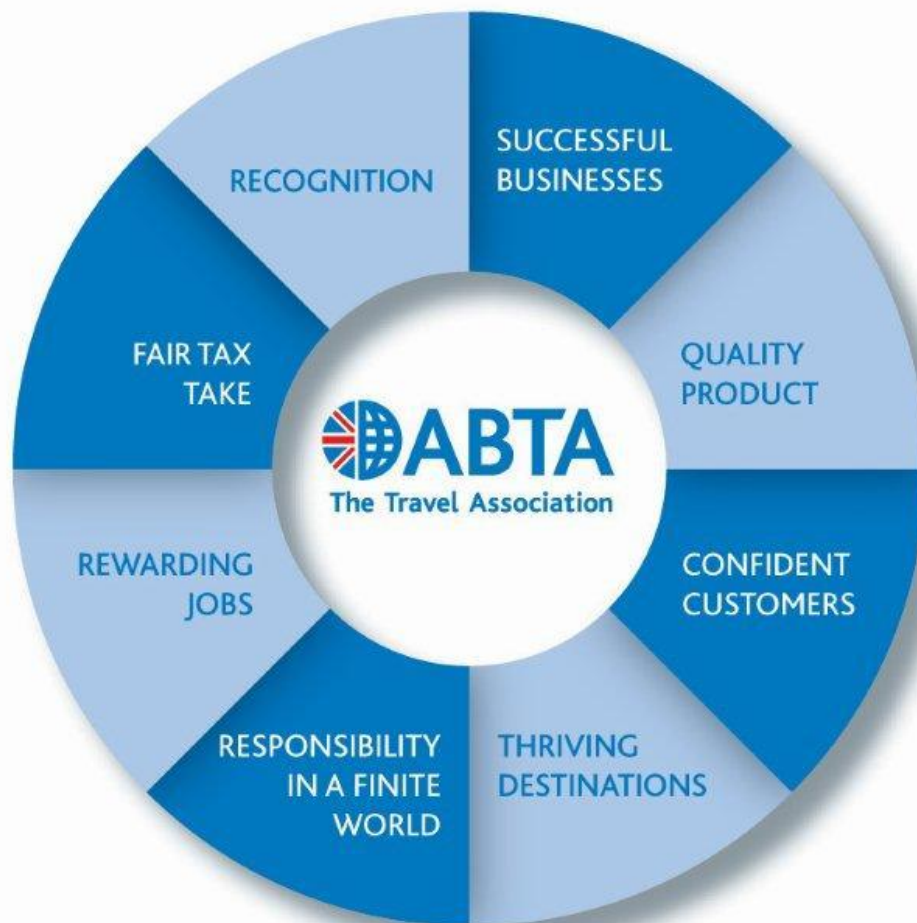 SUCCESSFUL
BUSINESSES
QUALITY
PRODUCT
CONFIDENT
CUSTOMERS
THRIVING
DESTINATIONS
RESPONSIBILITY
IN A FINITE
WORLD
REWARDING
JOBS
FAIR TAX
TAKE
RECOGNITION
ABTA
The Travel Association